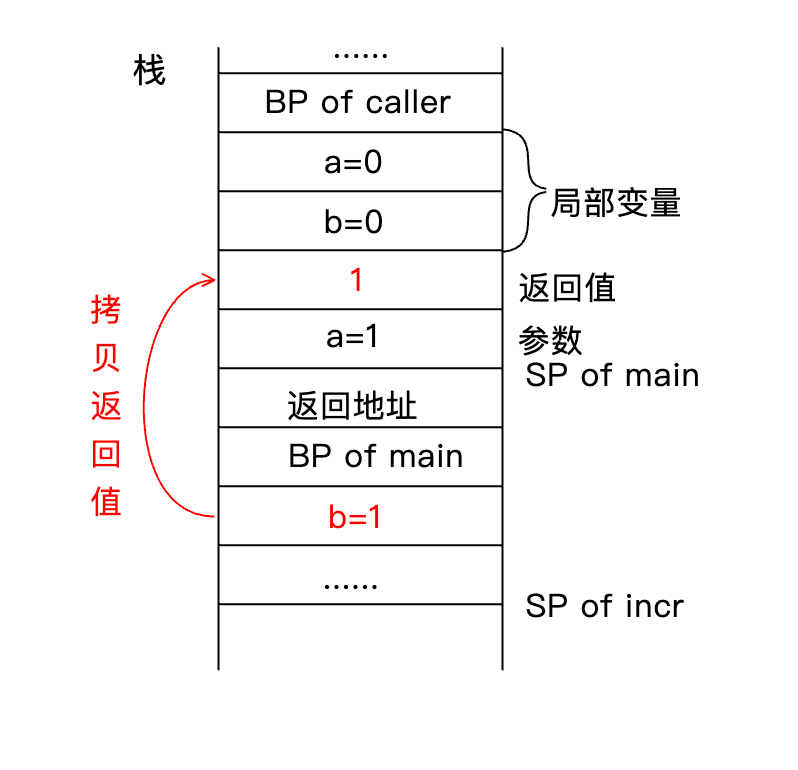 栈
……
BP of caller
a=0
b=0
局部变量
1
返回值
a=1
参数
SP of main
返回地址
BP of main
b=1
……
SP of incr
拷
贝
返
回
值